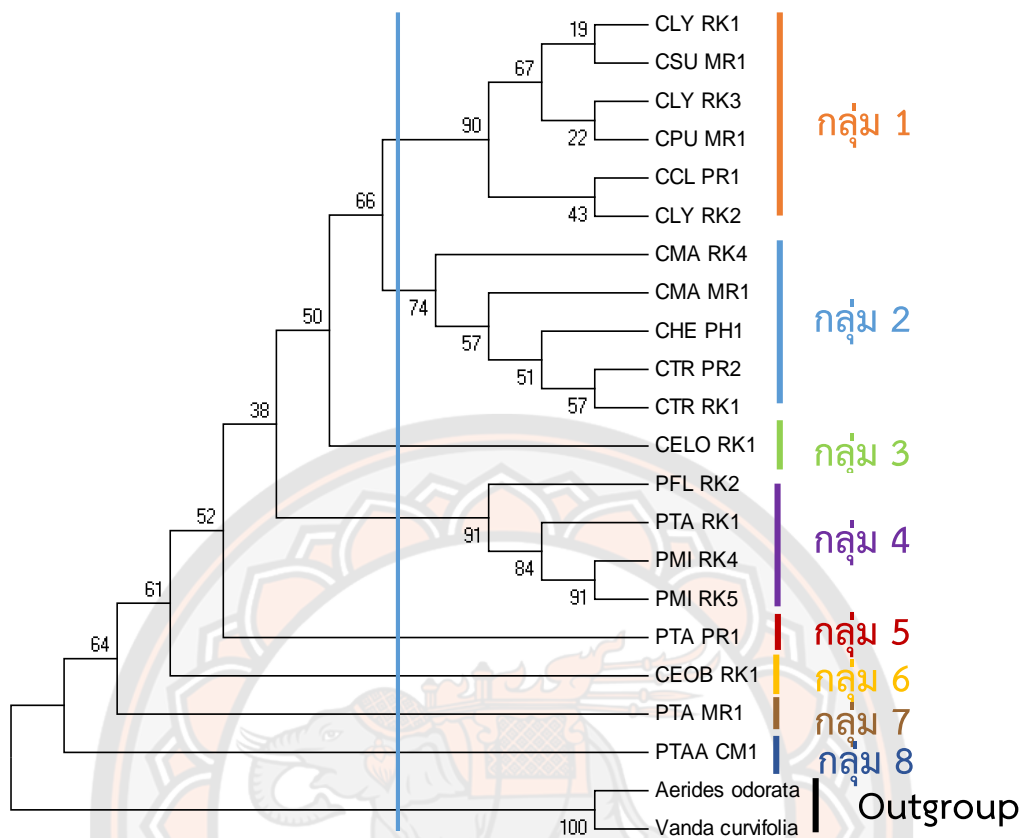 19
CLY RK1
CSU MR1
67
CLY RK3
22
CPU MR1
กลุ่ม 1
90
CCL PR1
43
CLY RK2
66
CMA RK4
74
CMA MR1
50
57
CHE PH1
กลุ่ม 2
51
CTR PR2
57
CTR RK1
38
CELO RK1
กลุ่ม 3
PFL RK2
52
91
PTA RK1
84
PMI RK4
กลุ่ม 4
61
91
PMI RK5
64
PTA PR1
กลุ่ม 5
CEOB RK1
กลุ่ม 6
PTA MR1
กลุ่ม 7
PTAA CM1
กลุ่ม 8
Aerides odorata
Outgroup
100
Vanda curvifolia